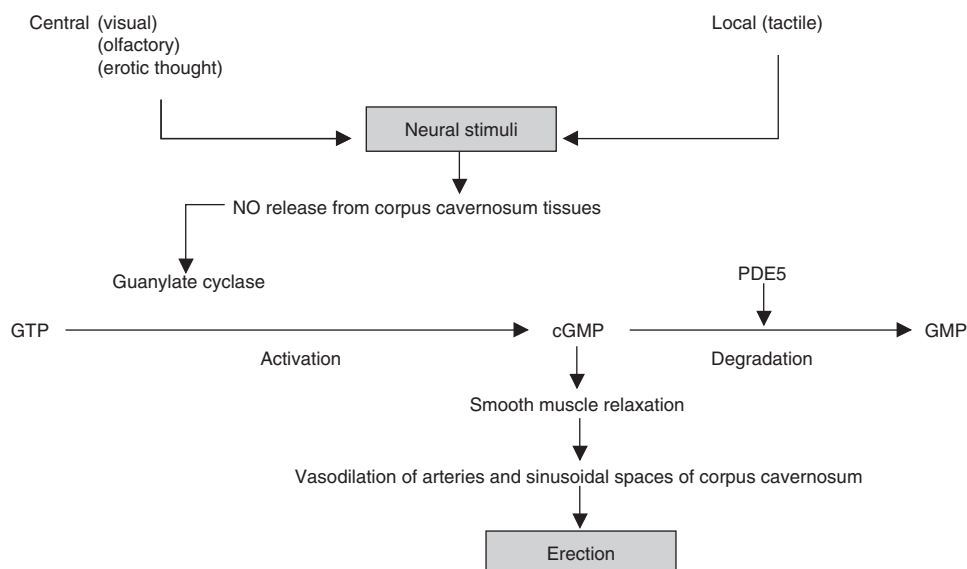 Central (visual)
(olfactory)
(erotic thought)
Local (tactile)
Neural stimuli
NO release from corpus cavernosum tissues
Guanylate cyclase
PDE5
GTP
cGMP
GMP
Activation
Degradation
Smooth muscle relaxation
Vasodilation of arteries and sinusoidal spaces of corpus cavernosum
Erection